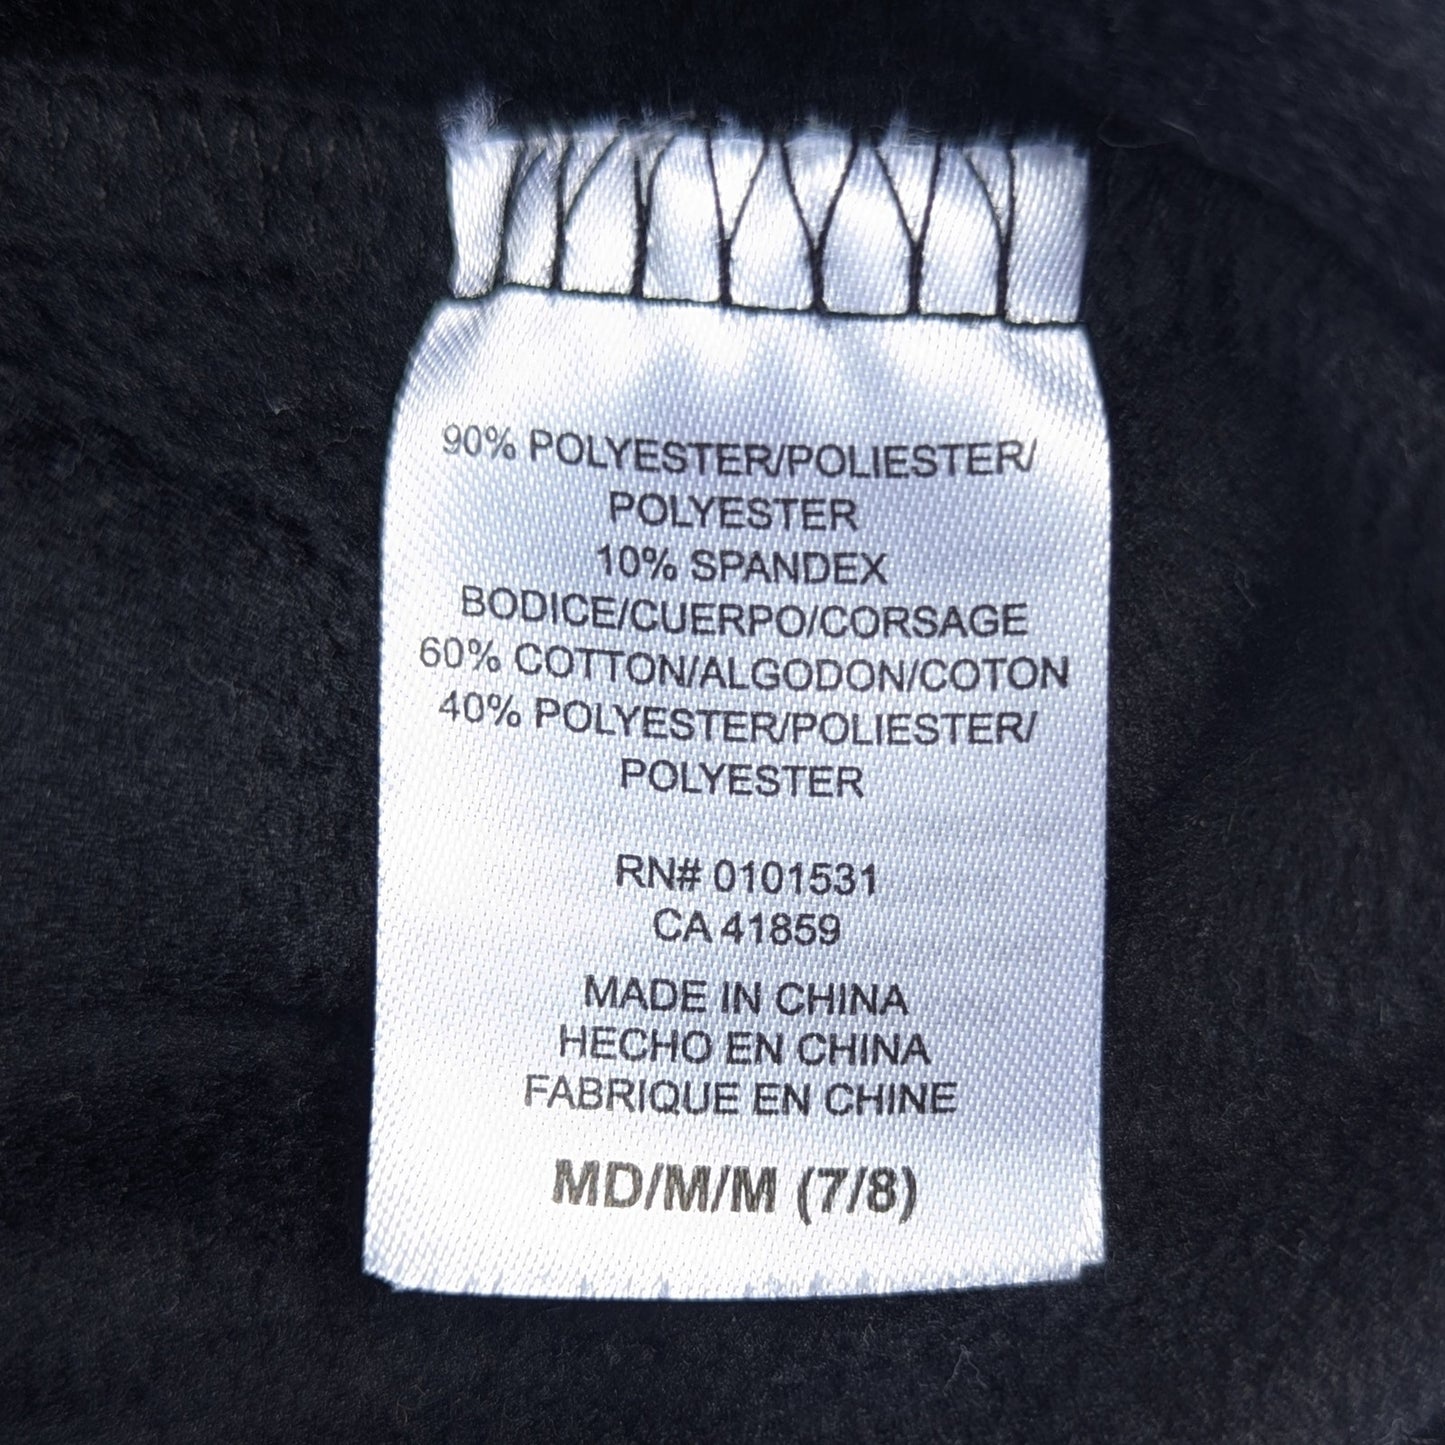 90% POLYESTER/POLIESTER/
POLYESTER
10% SPANDEX
BODICE/CUERPO/CORSAGE
60% COTTON/ALGODON/COTON
40% POLYESTER/POLIESTER/
POLYESTER
RN# 0101531
CA 41859
MADE IN CHINA
HECHO EN CHINA
FABRIQUE EN CHINE
MD/M/M (7/8)